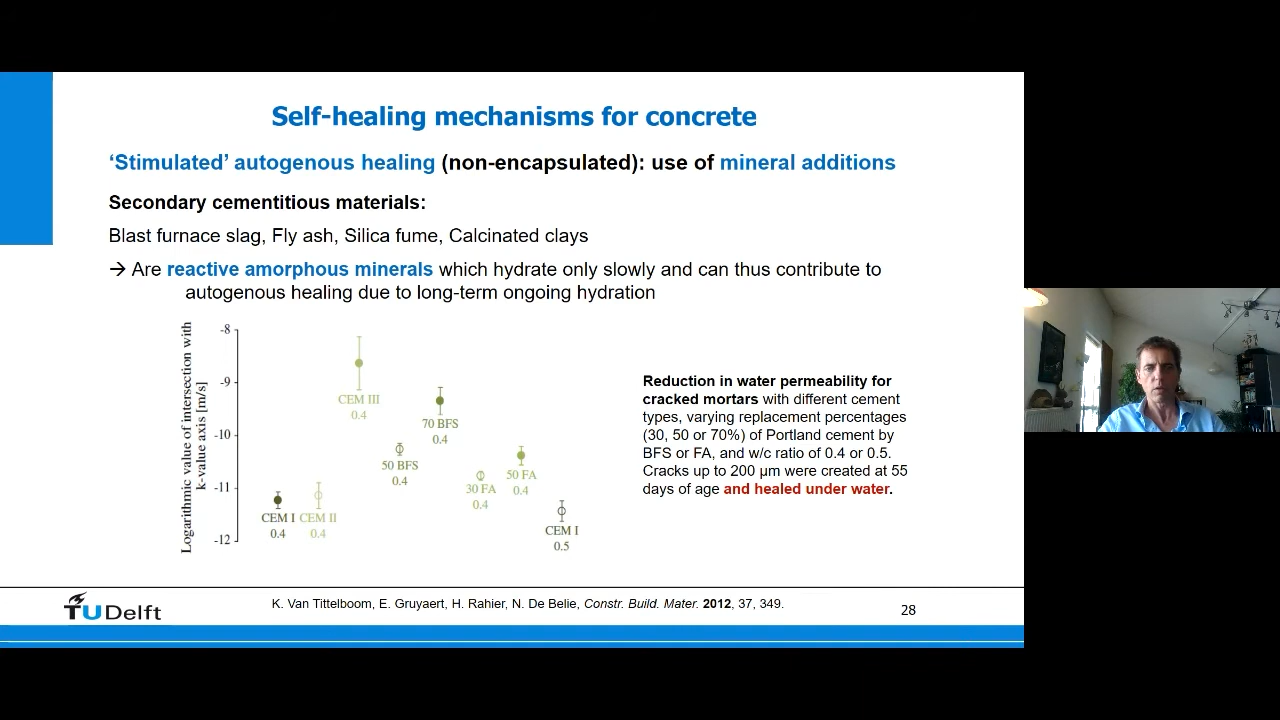 Self-healing mechanisms for concrete
‘Stimulated’ autogenous healing (non-encapsulated): use of mineral additions
Secondary cementitious materials:
Blast furnace slag, Fly ash, Silica fume, Calcinated clays
→ Are reactive amorphous minerals which hydrate only slowly and can thus contribute to
autogenous healing due to long-term ongoing hydration
Logarithmic value of intersection with
k-value axis [m/s]
-8
-9
-10
-11
-12
CEM I
0.4
CEM II
0.4
CEM III
0.4
50 BFS
0.4
70 BFS
0.4
30 FA
0.4
50 FA
0.4
CEM I
0.5
Reduction in water permeability for
cracked mortars with different cement
types, varying replacement percentages
(30, 50 or 70%) of Portland cement by
BFS or FA, and w/c ratio of 0.4 or 0.5.
Cracks up to 200 µm were created at 55
days of age and healed under water.
TUDelft
K. Van Tittelboom, E. Gruyaert, H. Rahier, N. De Belie, Constr. Build. Mater. 2012, 37, 349.
28